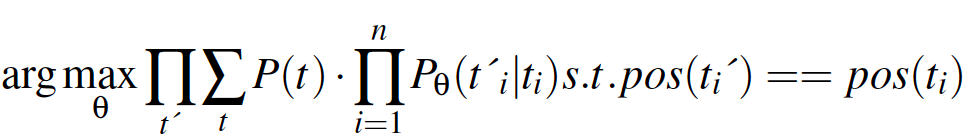 arg max_θ ∏_{t´} ∑_t P(t) · ∏_{i=1}^{n} P_θ(t´_i|t_i) s.t. pos(t_i´) == pos(t_i)